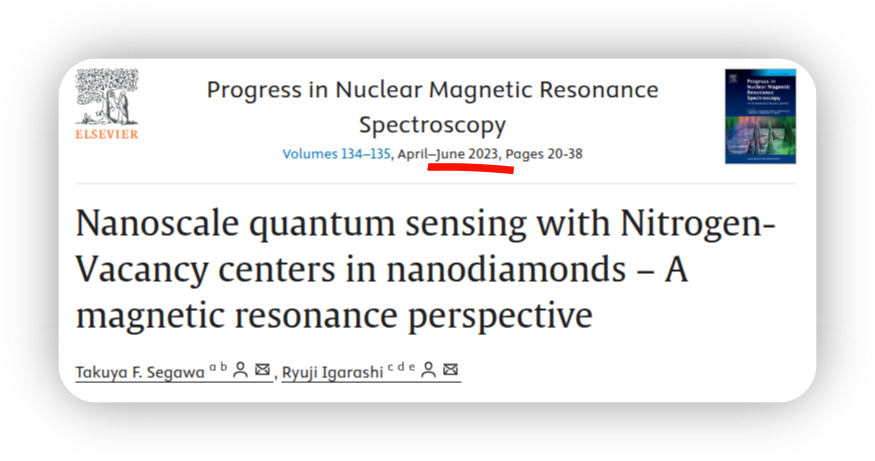 Progress in Nuclear Magnetic Resonance
Spectroscopy
ELSEVIER
Volumes 134–135, April–June 2023, Pages 20-38
Progress in
Nuclear Magnetic
Resonance
Spectroscopy
Nanoscale quantum sensing with Nitrogen-
Vacancy centers in nanodiamonds – A
magnetic resonance perspective
Takuya F. Segawa a b, Ryuji Igarashi c d e